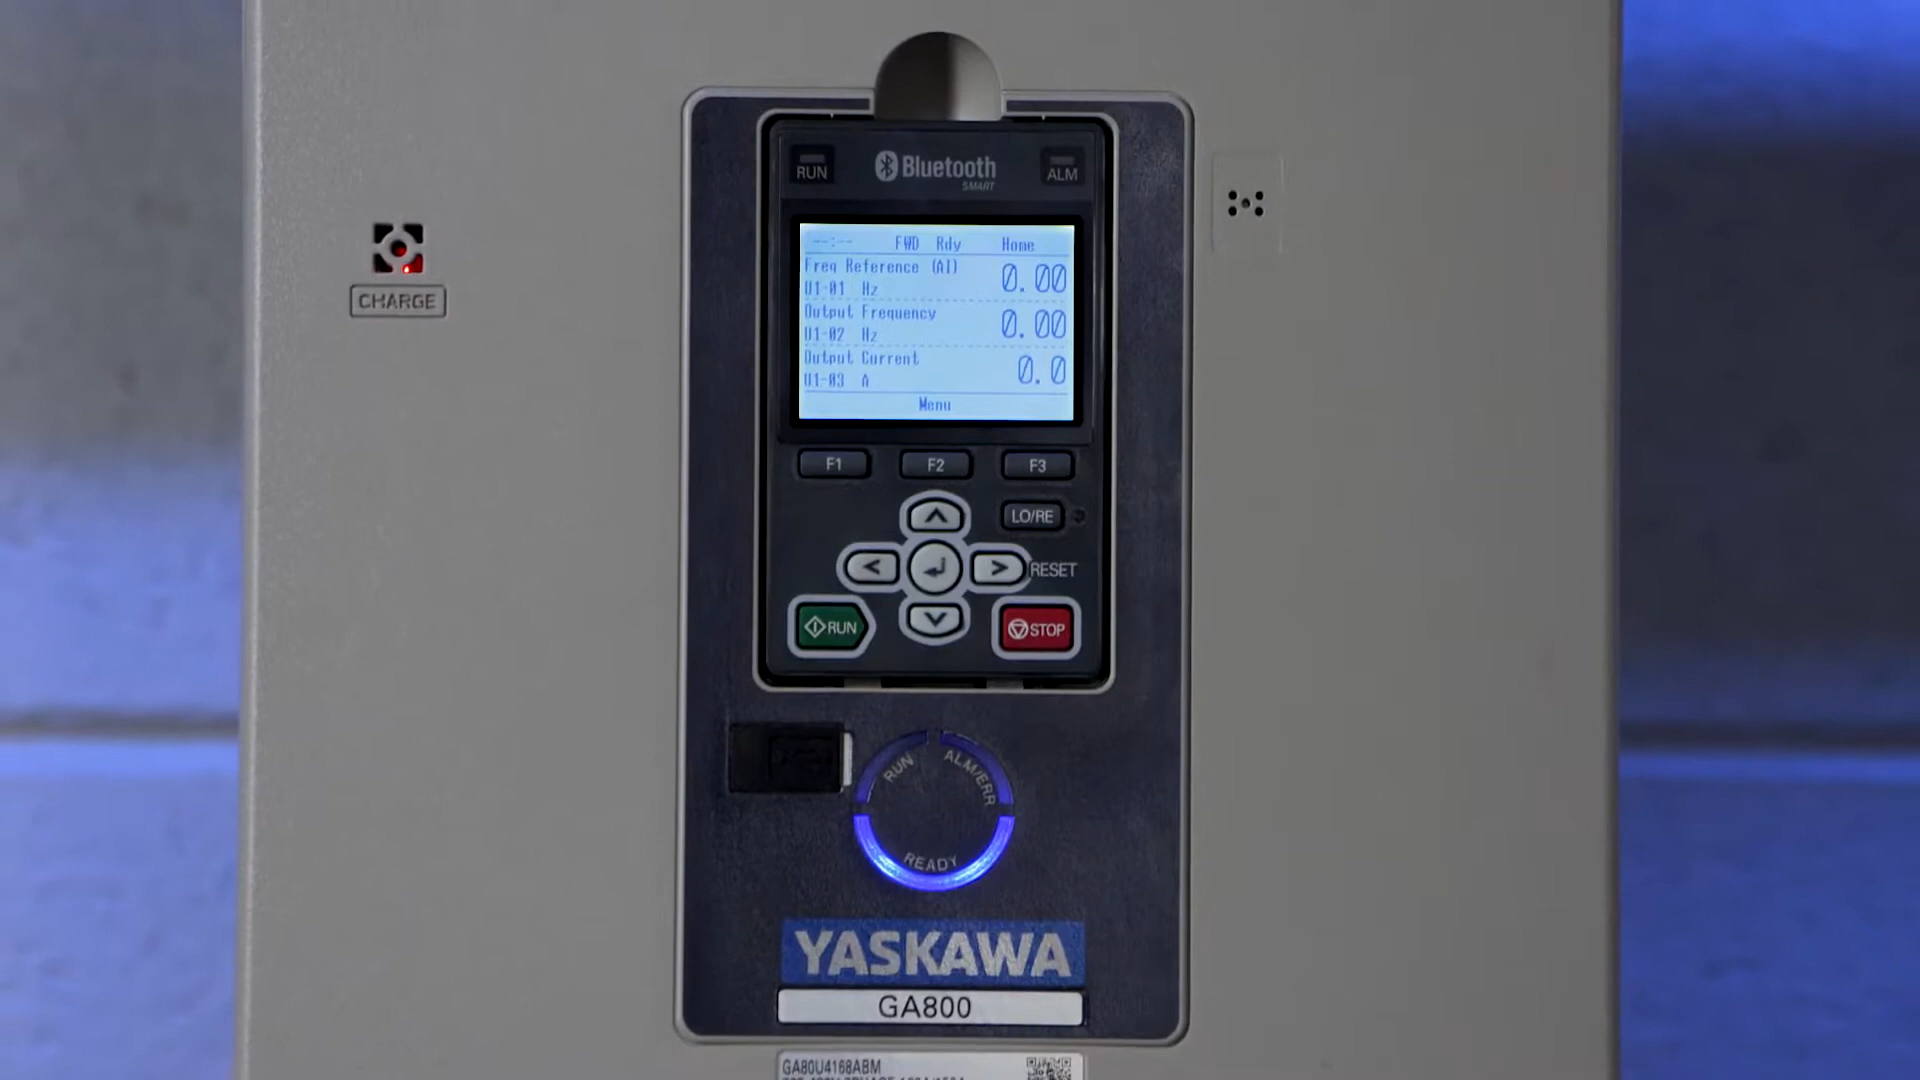 RUN
Bluetooth
SMART
ALM
--:-- FWD Rdy Home
Freq Reference (AI) 0.00
U1-01 Hz
Output Frequency 0.00
U1-02 Hz
Output Current 0.0
U1-03 A
Menu
CHARGE
F1 F2 F3
LO/RE
RESET
RUN
STOP
RUN
ALM/ERR
READY
YASKAWA
GA800
GA80U4168ABM